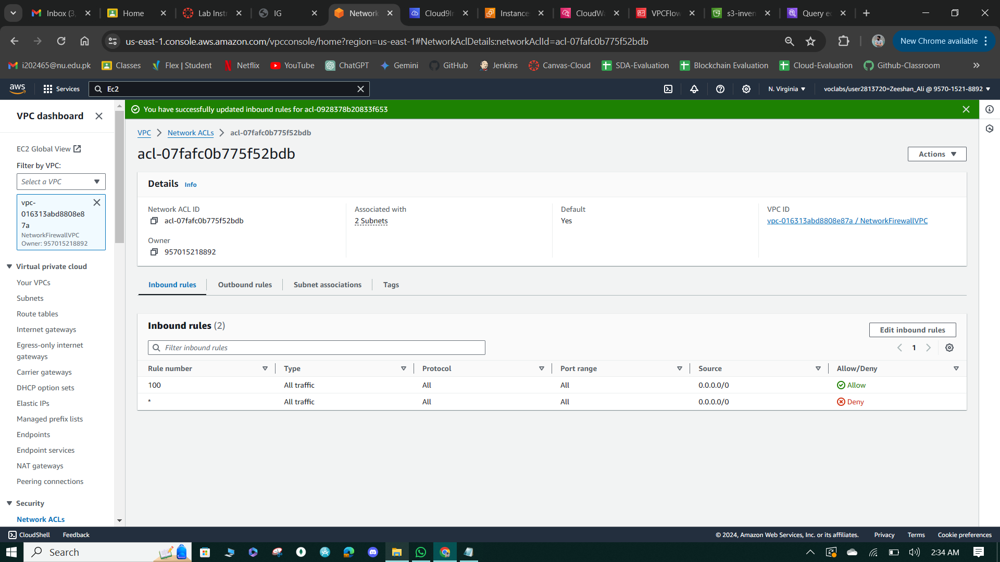 Inbox (3,
Home
Lab Instr
IG
Network
Cloud9In
Instance
CloudWa
VPCFlow
s3-inven
Query e
us-east-1.console.aws.amazon.com/vpcconsole/home?region=us-east-1#NetworkAclDetails:networkAclId=acl-07fafc0b775f52bdb
New Chrome available
i202465@nu.edu.pk
Classes
Flex | Student
Netflix
YouTube
ChatGPT
Gemini
GitHub
Jenkins
Canvas-Cloud
SDA-Evaluation
Blockchain Evaluation
Cloud-Evaluation
Github-Classroom
aws
Services
Ec2
N. Virginia
voclabs/user2813720=Zeeshan_Ali @ 9570-1521-8892
VPC dashboard
EC2 Global View
Filter by VPC:
Select a VPC
vpc-
016313abd8808e8
7a
NetworkFirewallVPC
Owner: 957015218892
Virtual private cloud
Your VPCs
Subnets
Route tables
Internet gateways
Egress-only internet
gateways
Carrier gateways
DHCP option sets
Elastic IPs
Managed prefix lists
Endpoints
Endpoint services
NAT gateways
Peering connections
Security
Network ACLs
You have successfully updated inbound rules for acl-0928378b20833f653
VPC
Network ACLs
acl-07fafc0b775f52bdb
acl-07fafc0b775f52bdb
Actions
Details
Info
Network ACL ID
acl-07fafc0b775f52bdb
Associated with
2 Subnets
Default
Yes
VPC ID
vpc-016313abd8808e87a / NetworkFirewallVPC
Owner
957015218892
Inbound rules
Outbound rules
Subnet associations
Tags
Inbound rules (2)
Edit inbound rules
Filter inbound rules
1
Rule number
Type
Protocol
Port range
Source
Allow/Deny
100
All traffic
All
All
0.0.0.0/0
Allow
*
All traffic
All
All
0.0.0.0/0
Deny
CloudShell
Feedback
© 2024, Amazon Web Services, Inc. or its affiliates.
Privacy
Terms
Cookie preferences
Search
2:34 AM